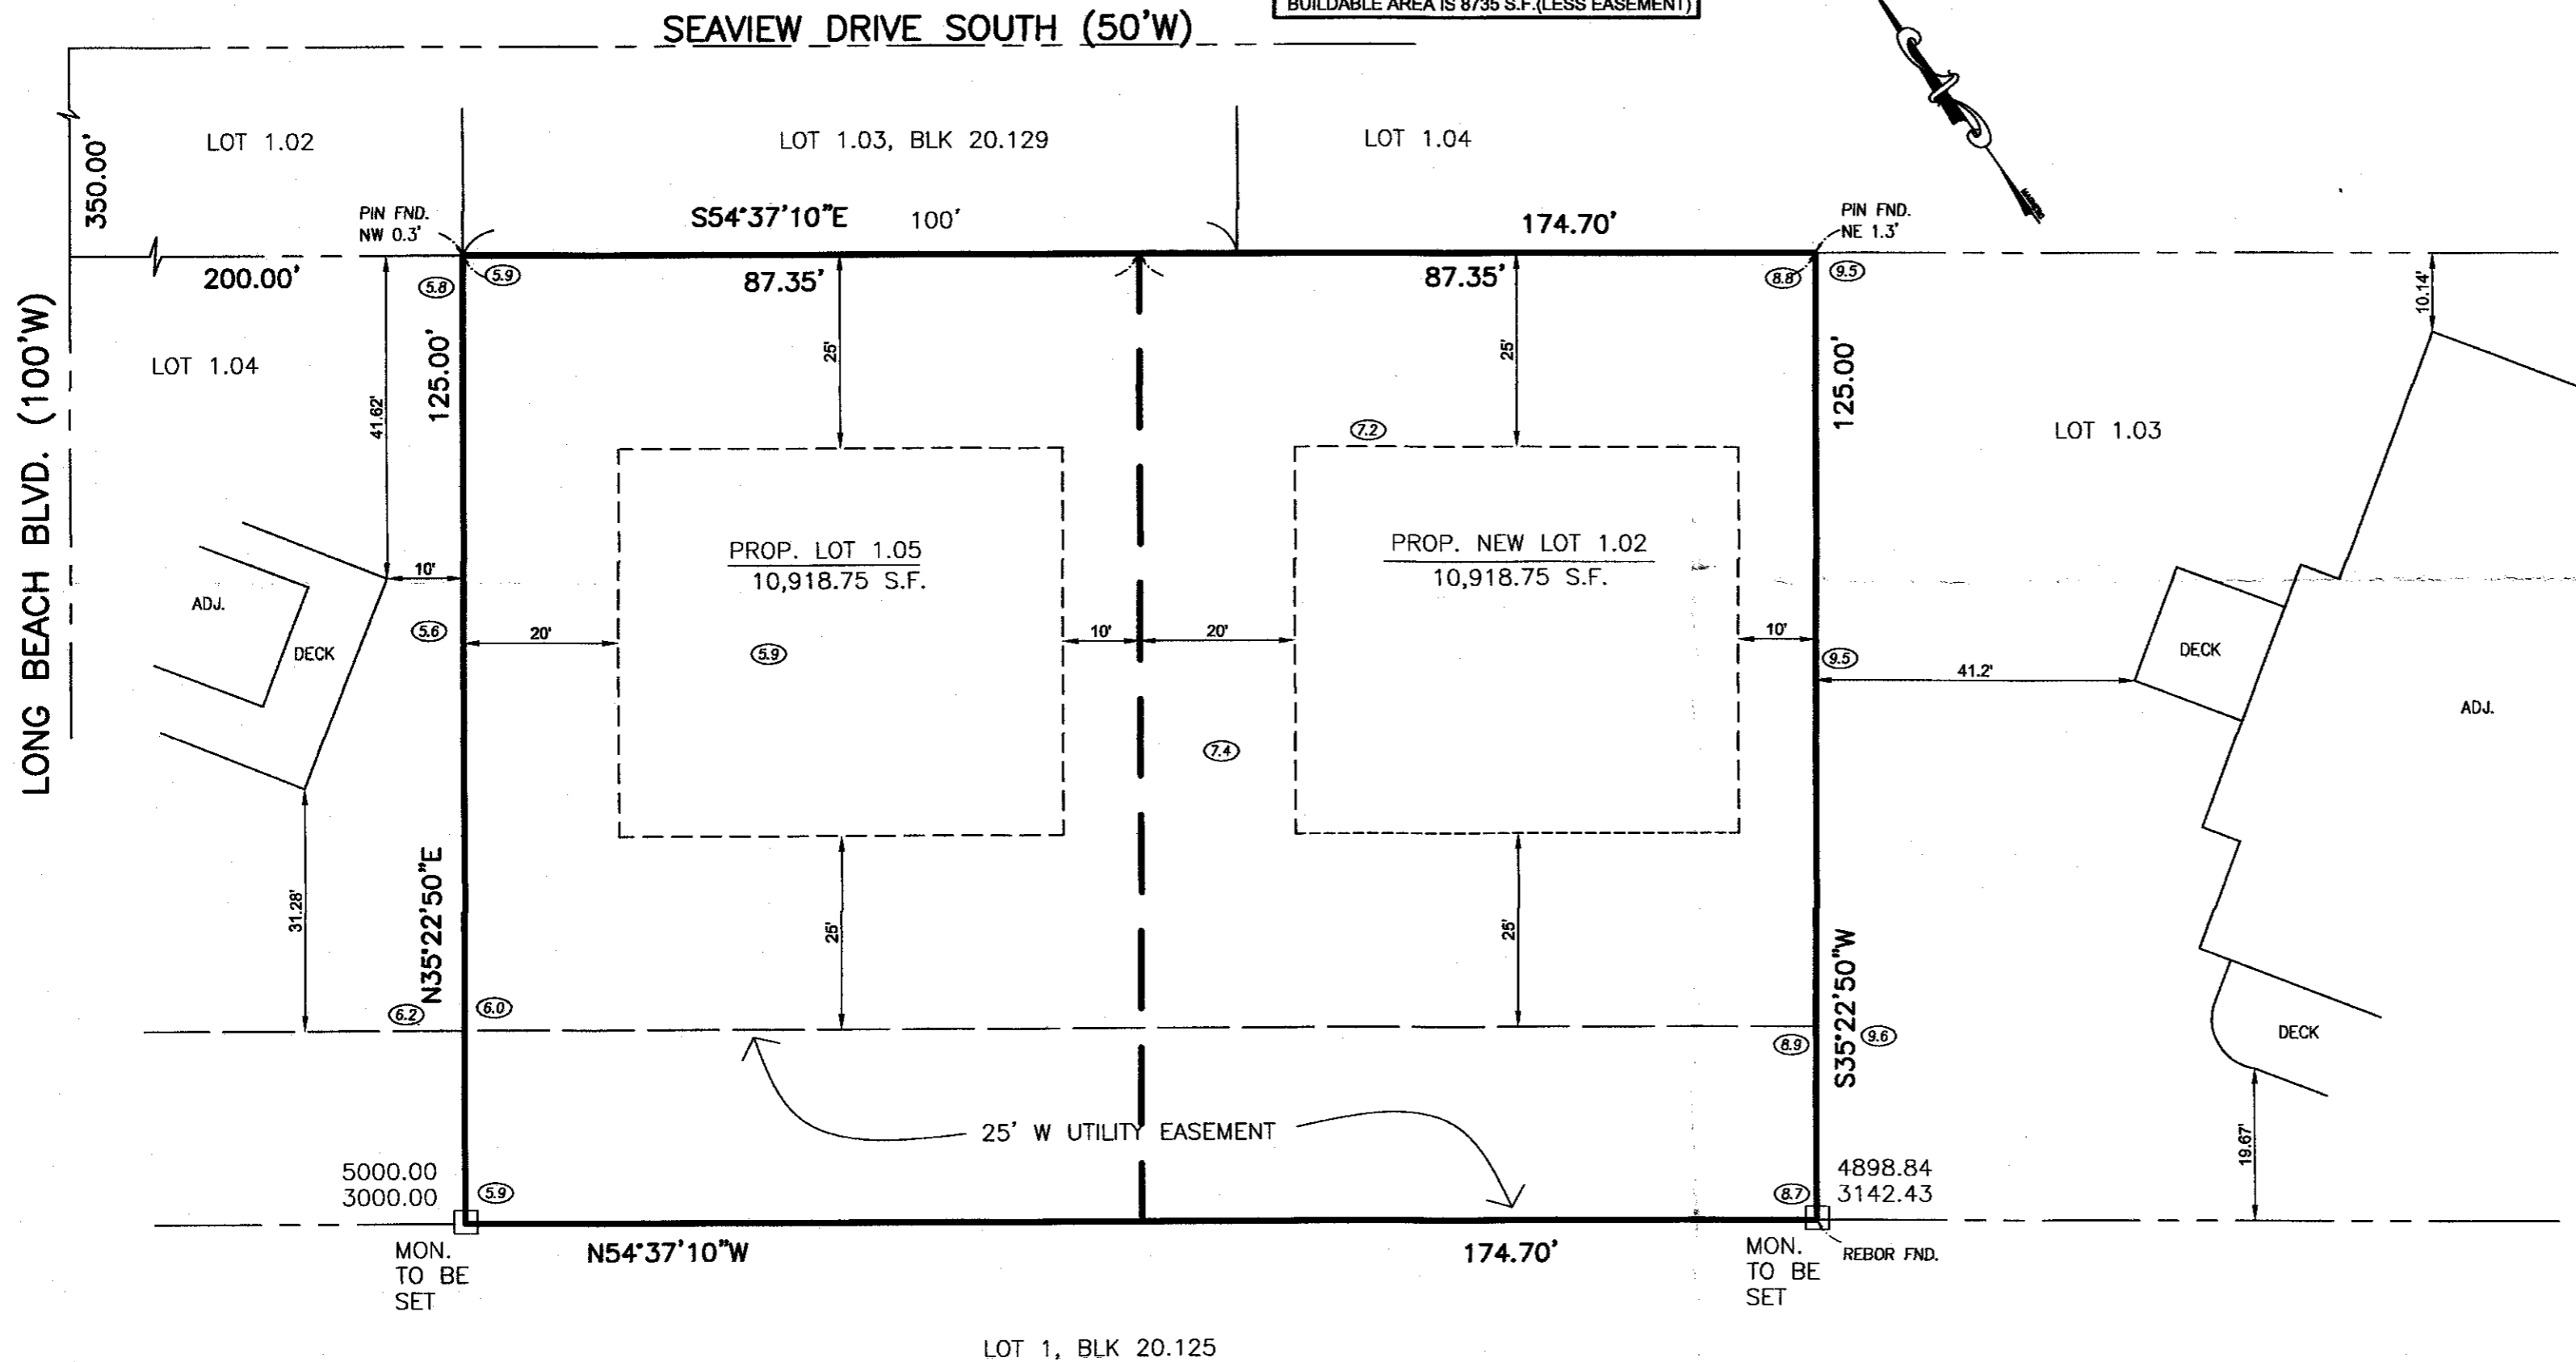 BUILDABLE AREA IS 8735 S.F.(LESS EASEMENT)
SEAVIEW DRIVE SOUTH (50'W)
350.00'
LOT 1.02
LOT 1.03, BLK 20.129
LOT 1.04
PIN FND.
NW 0.3'
S54°37'10"E
100'
174.70'
PIN FND.
NE 1.3'
200.00'
5.8
5.9
87.35'
87.35'
8.8
9.5
10.14'
LONG BEACH BLVD. (100'W)
LOT 1.04
41.62'
125.00'
25'
25'
125.00'
7.2
LOT 1.03
PROP. LOT 1.05
10,918.75 S.F.
PROP. NEW LOT 1.02
10,918.75 S.F.
10'
ADJ.
DECK
5.6
20'
5.9
10'
20'
10'
9.5
41.2'
DECK
ADJ.
7.4
31.28'
N35°22'50"E
25'
25'
S35°22'50"W
6.2
6.0
8.9
9.6
DECK
25' W UTILITY EASEMENT
19.67'
5000.00
3000.00
5.9
8.7
4898.84
3142.43
MON.
TO BE
SET
N54°37'10"W
174.70'
MON.
TO BE
SET
REBOR FND.
LOT 1, BLK 20.125